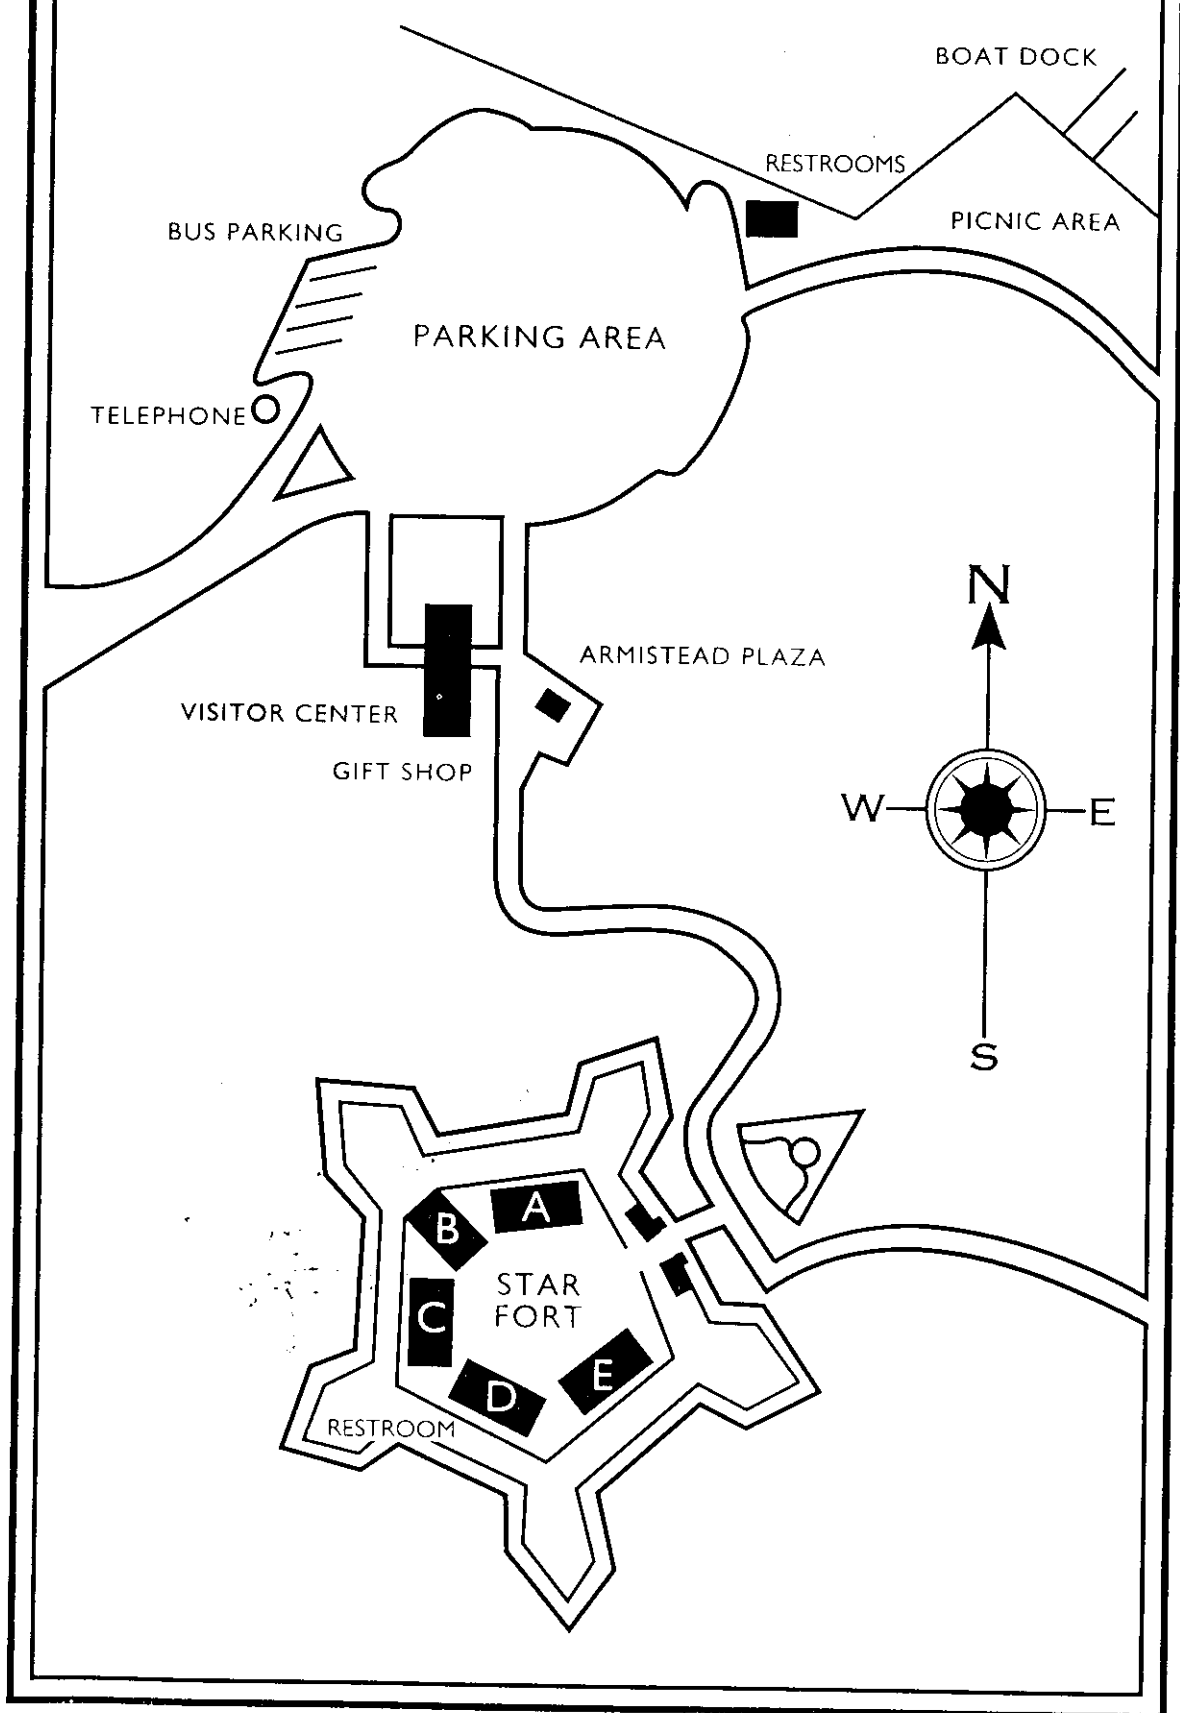 BOAT DOCK
RESTROOMS
PICNIC AREA
BUS PARKING
PARKING AREA
TELEPHONE
N
ARMISTEAD PLAZA
VISITOR CENTER
GIFT SHOP
W
E
S
A
B
STAR
FORT
C
E
D
RESTROOM